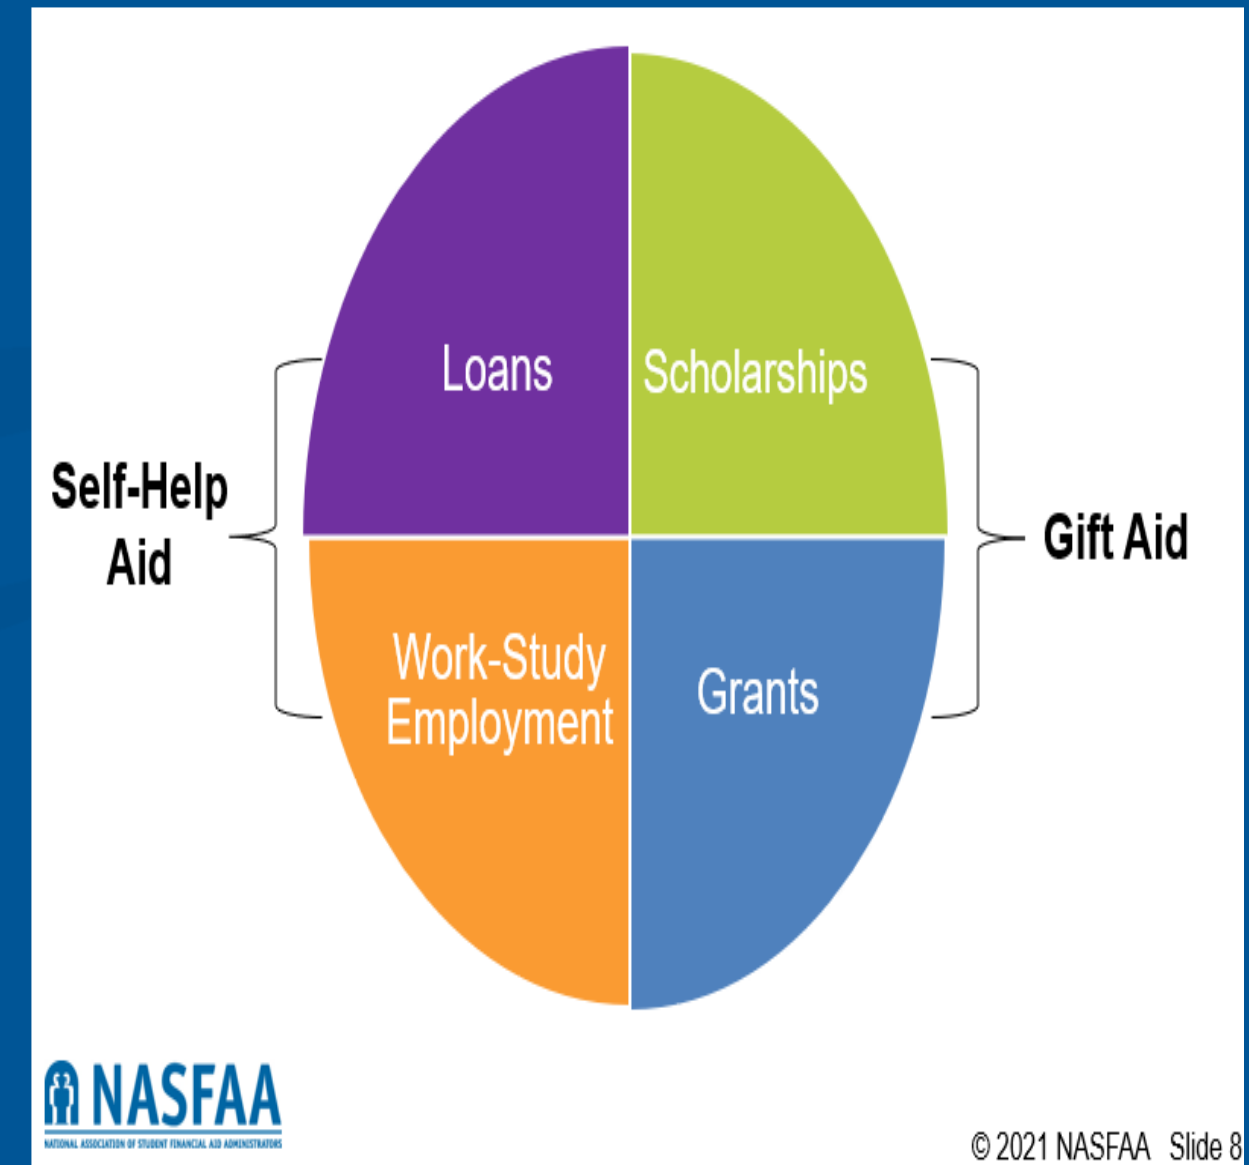 Loans
Scholarships
Self-Help
Aid
Gift Aid
Work-Study
Employment
Grants
NASFAA
NATIONAL ASSOCIATION OF STUDENT FINANCIAL AID ADMINISTRATORS
© 2021 NASFAA Slide 8